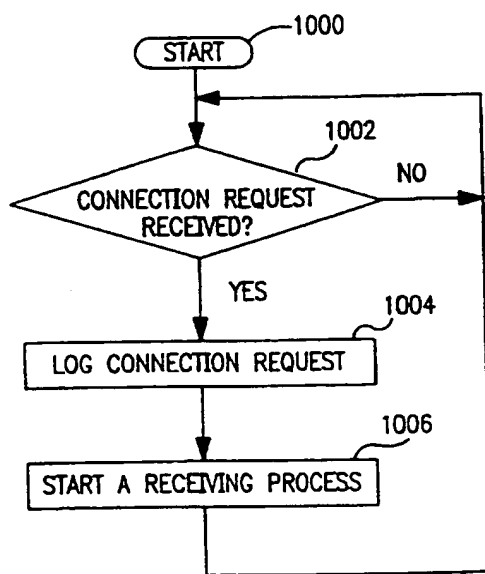 1000
START
1002
CONNECTION REQUEST
RECEIVED?
NO
YES
1004
LOG CONNECTION REQUEST
1006
START A RECEIVING PROCESS